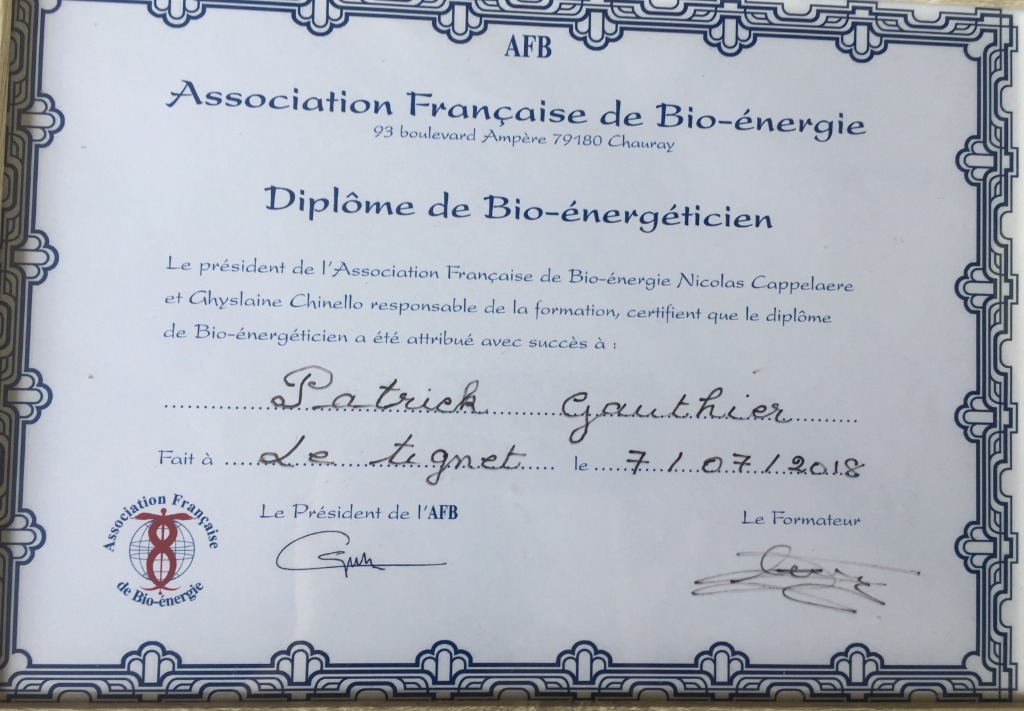 AFB
Association Française de Bio-énergie
93 boulevard Ampère 79180 Chauray
Diplôme de Bio-énergéticien
Le président de l'Association Française de Bio-énergie Nicolas Cappelaere
et Ghyslaine Chinello responsable de la formation, certifient que le diplôme
de Bio-énergéticien a été attribué avec succès à :
Patrick Gauthier
Fait à Le tignet le 7/07/2018
Le Président de l'AFB
Le Formateur
Association Française
de Bio-énergie